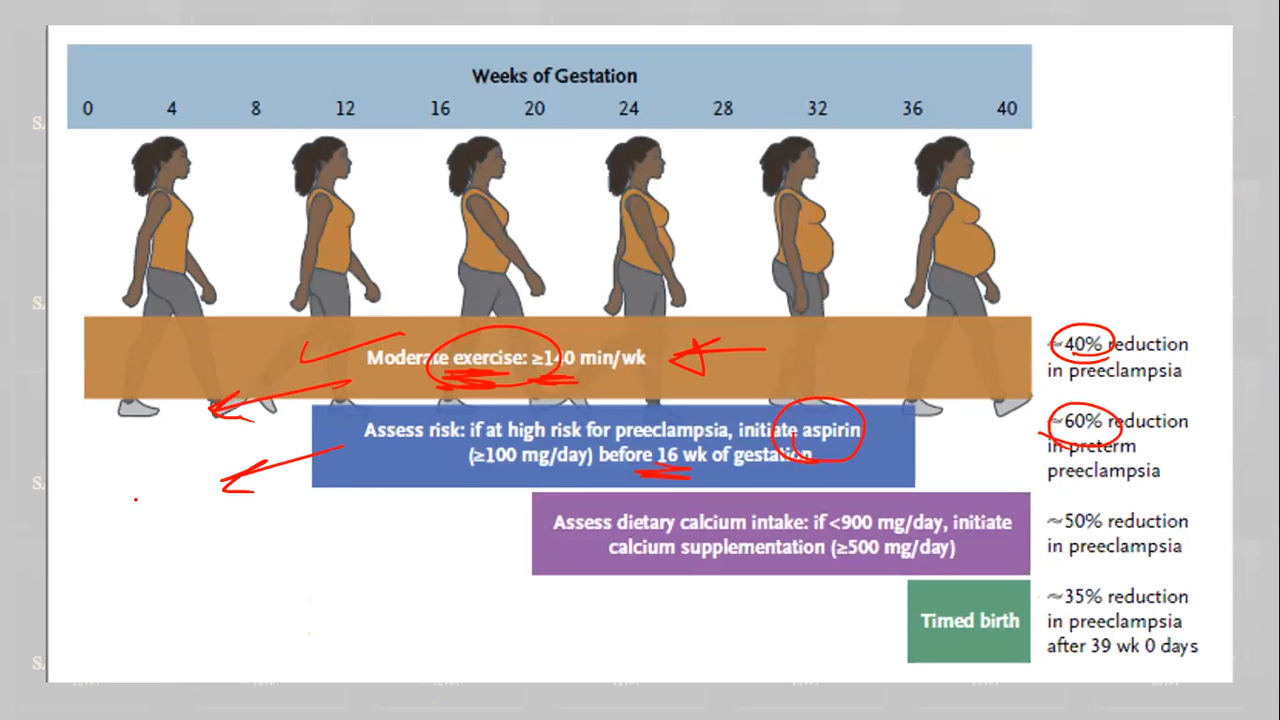 Weeks of Gestation
0 4 8 12 16 20 24 28 32 36 40
Moderate exercise: ≥140 min/wk
≈40% reduction
in preeclampsia
Assess risk: if at high risk for preeclampsia, initiate aspirin
(≥100 mg/day) before 16 wk of gestation
≈60% reduction
in preterm
preeclampsia
Assess dietary calcium intake: if <900 mg/day, initiate
calcium supplementation (≥500 mg/day)
≈50% reduction
in preeclampsia
Timed birth
≈35% reduction
in preeclampsia
after 39 wk 0 days